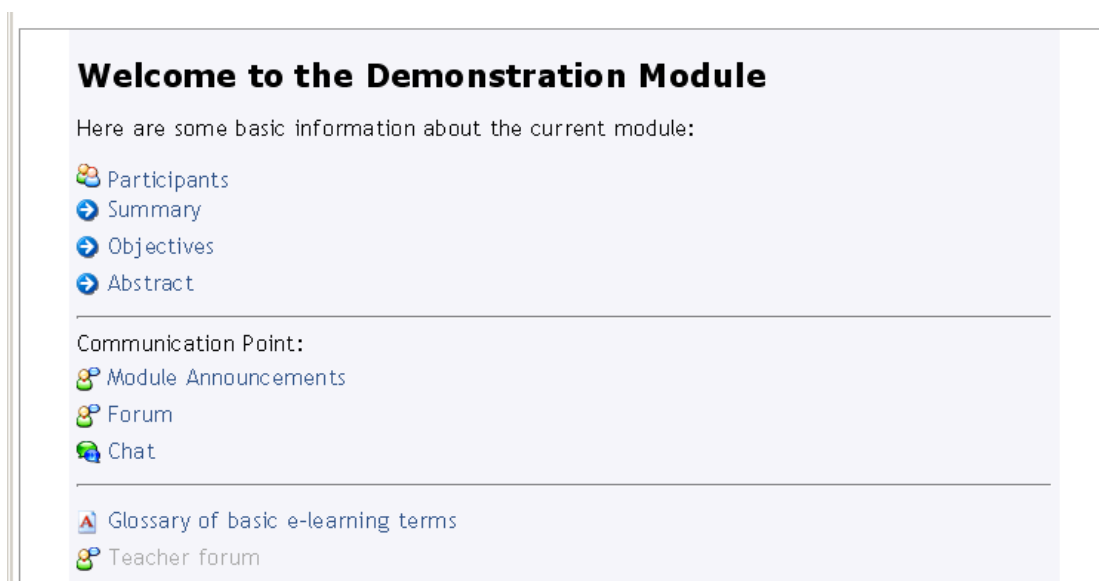 Welcome to the Demonstration Module
Here are some basic information about the current module:
Participants
Summary
Objectives
Abstract
Communication Point:
Module Announcements
Forum
Chat
Glossary of basic e-learning terms
Teacher forum